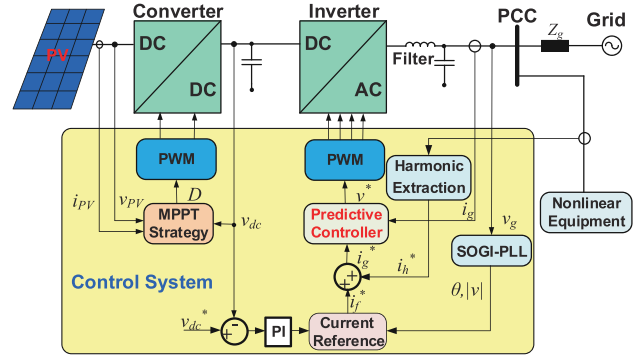 Converter
Inverter
PCC
Grid
PV
DC
DC
DC
AC
Filter
Z_g
PWM
PWM
Harmonic
Extraction
Nonlinear
Equipment
i_PV
v_PV
D
v*
i_g
v_g
MPPT
Strategy
v_dc
Predictive
Controller
SOGI-PLL
i_g*
i_h*
Control System
+
+
θ,|v|
i_f*
v_dc*
+
-
PI
Current
Reference